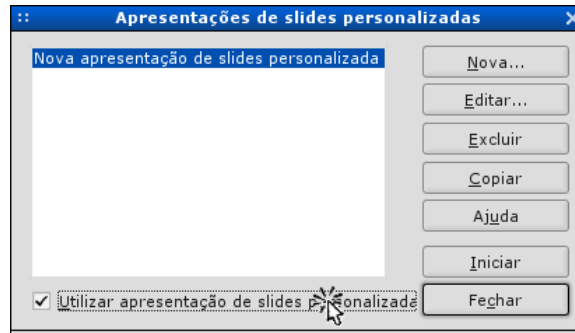 Apresentações de slides personalizadas
Nova apresentação de slides personalizada
Nova...
Editar...
Excluir
Copiar
Ajuda
Iniciar
Utilizar apresentação de slides personalizada
Fechar